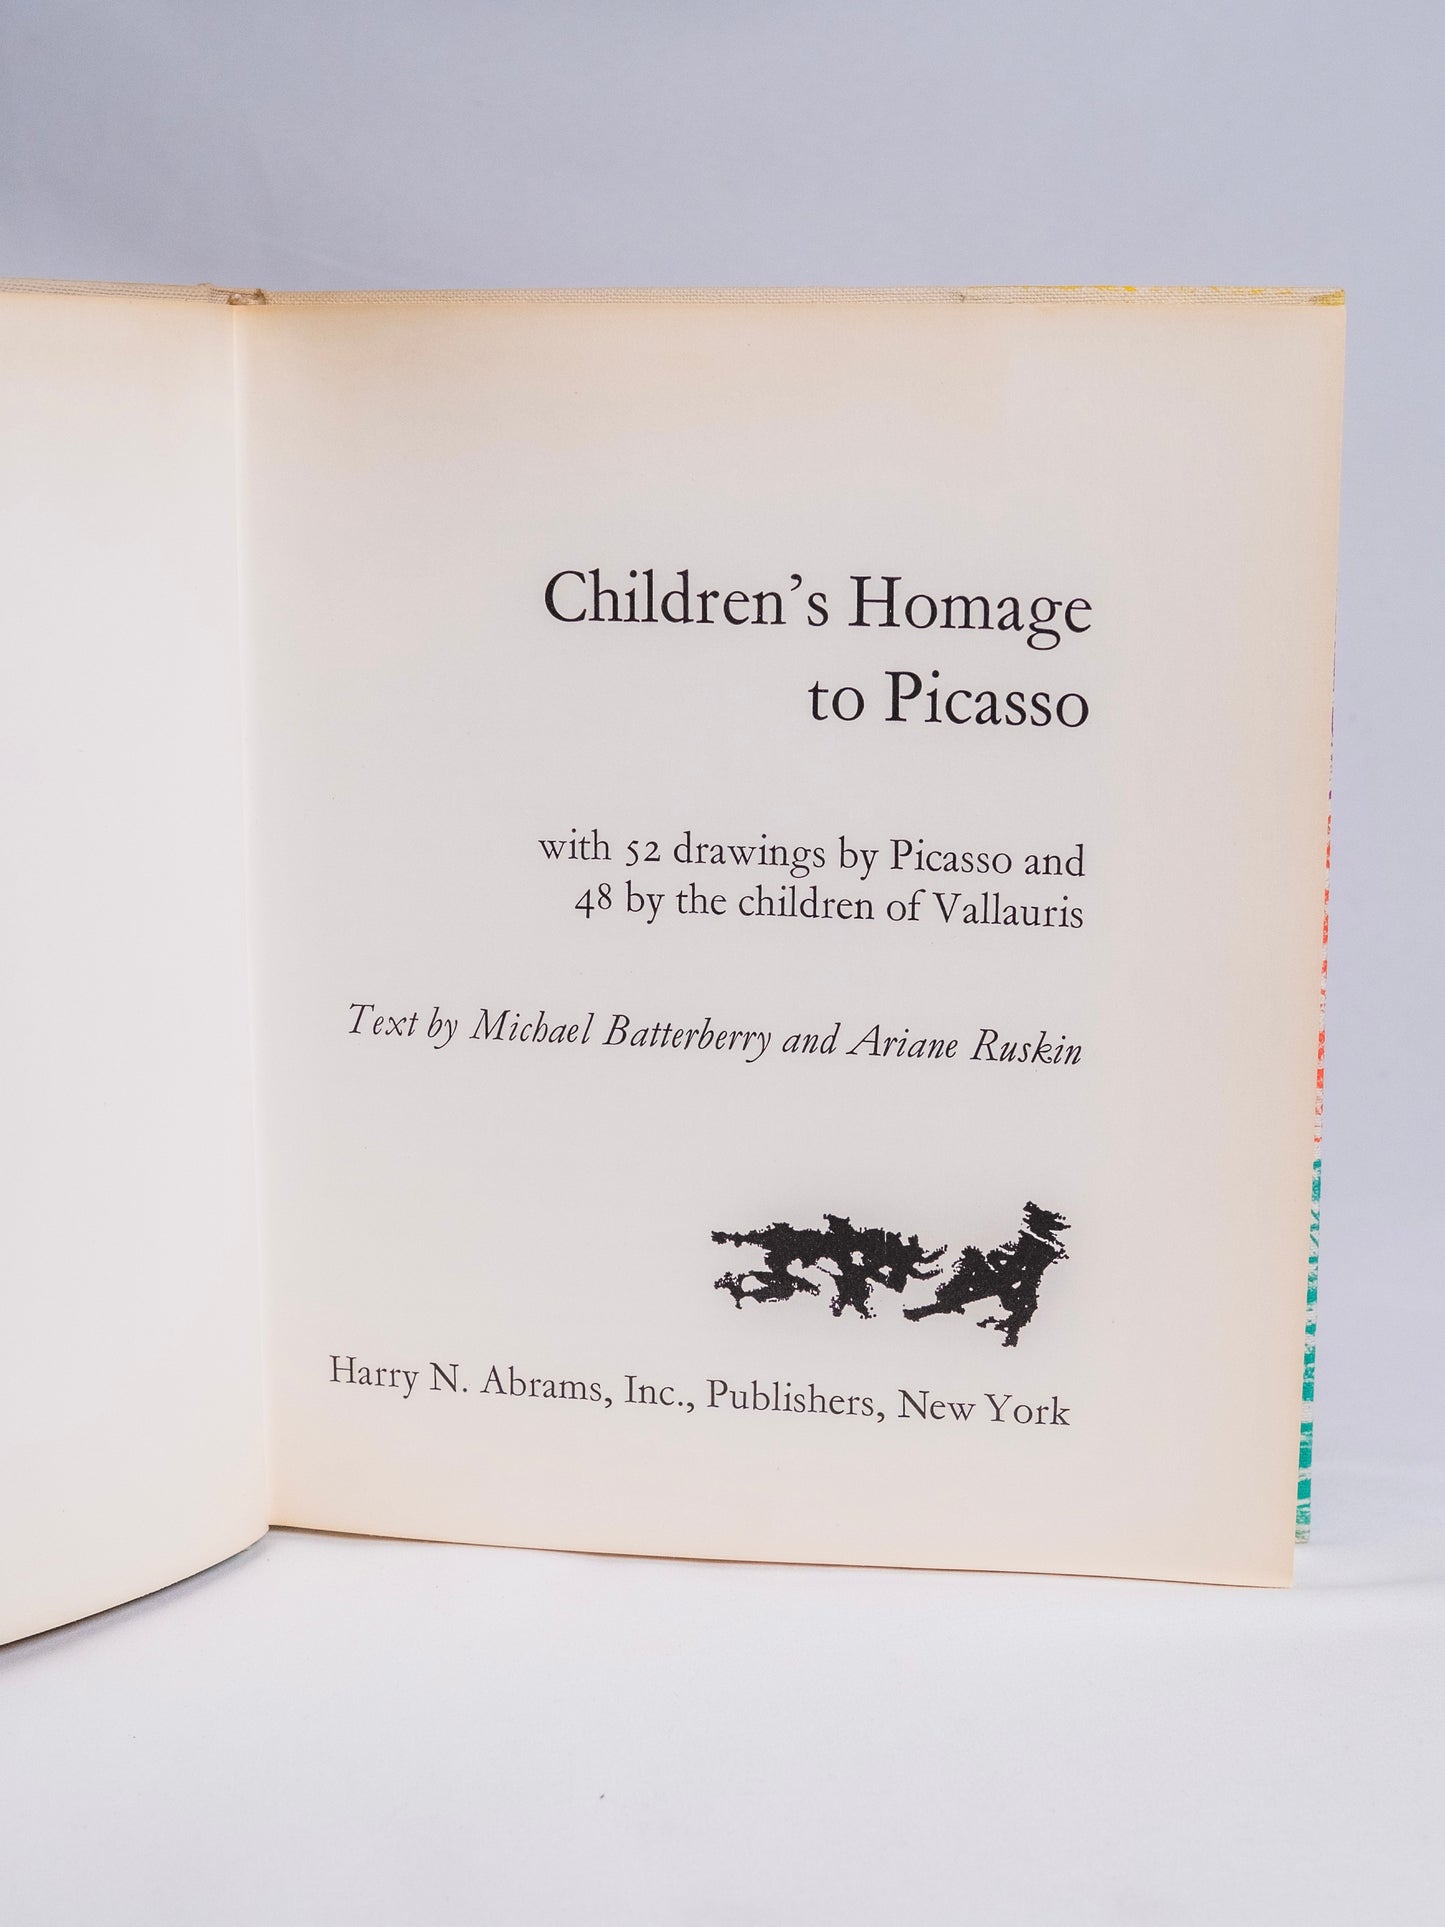 Children’s Homage
to Picasso
with 52 drawings by Picasso and
48 by the children of Vallauris
Text by Michael Batterberry and Ariane Ruskin
Harry N. Abrams, Inc., Publishers, New York